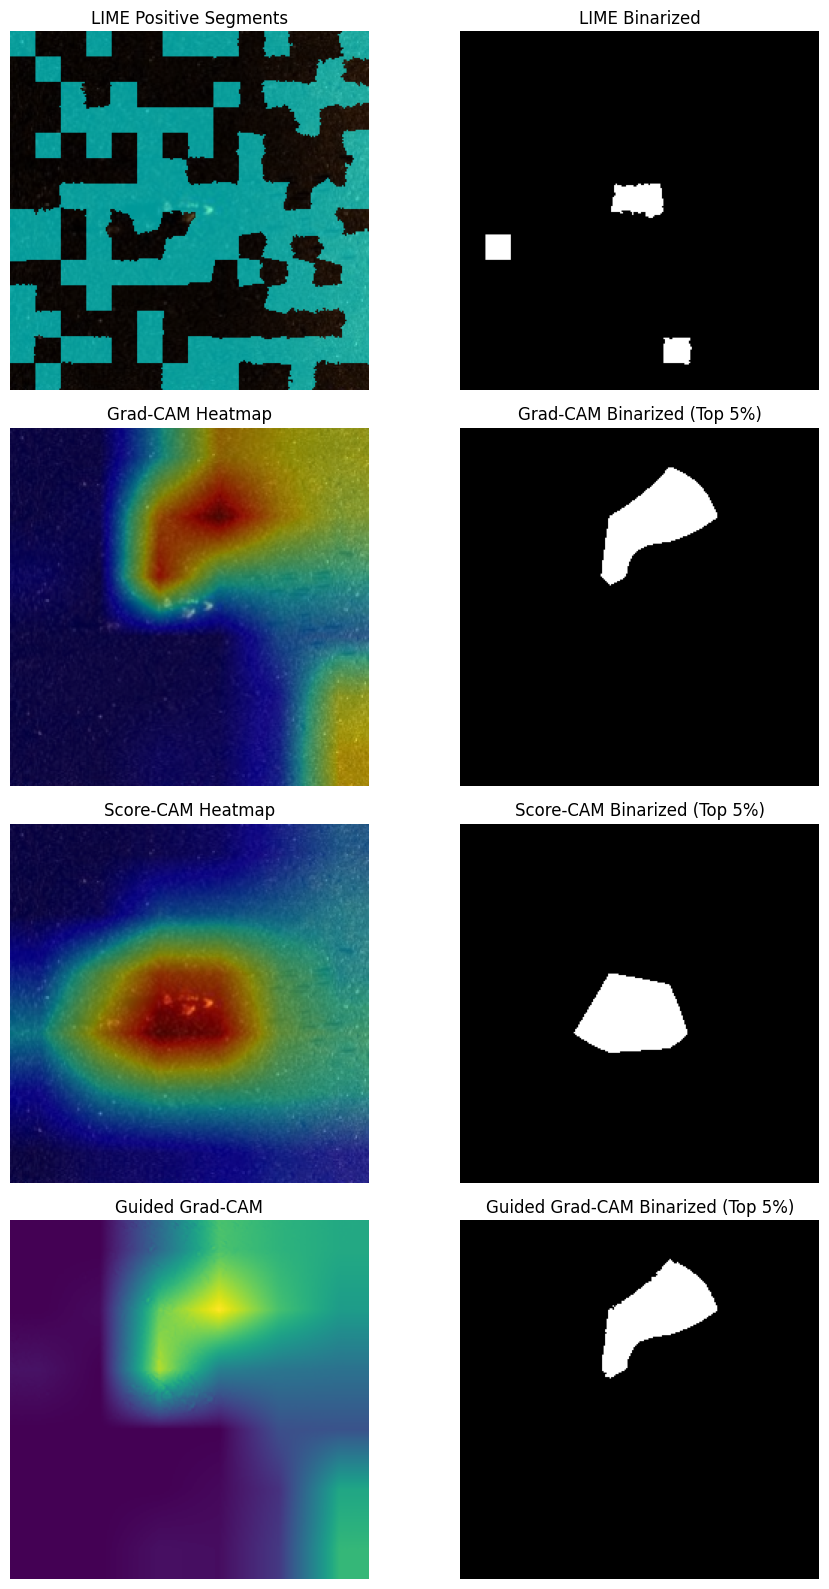 LIME Positive Segments
LIME Binarized
Grad-CAM Heatmap
Grad-CAM Binarized (Top 5%)
Score-CAM Heatmap
Score-CAM Binarized (Top 5%)
Guided Grad-CAM
Guided Grad-CAM Binarized (Top 5%)